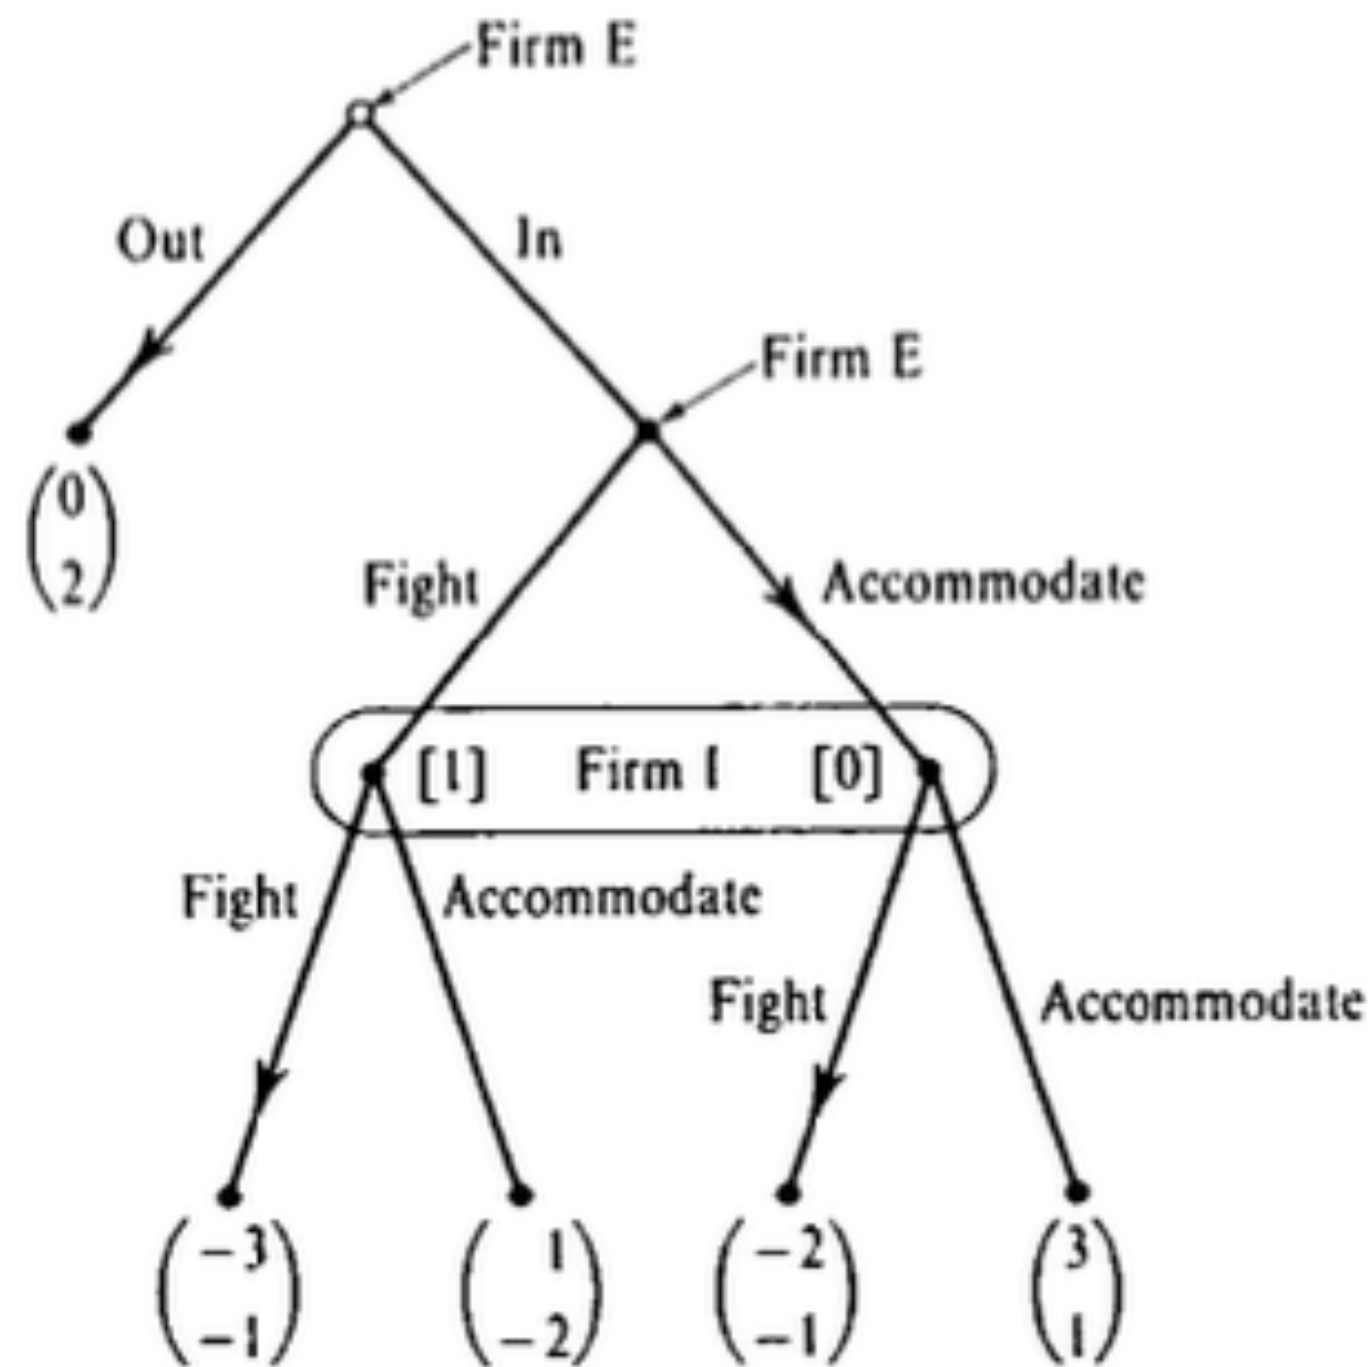 Firm E
Out
In
Firm E
0
2
Fight
Accommodate
[1] Firm I [0]
Fight
Accommodate
Fight
Accommodate
-3
-1
1
-2
-2
-1
3
1